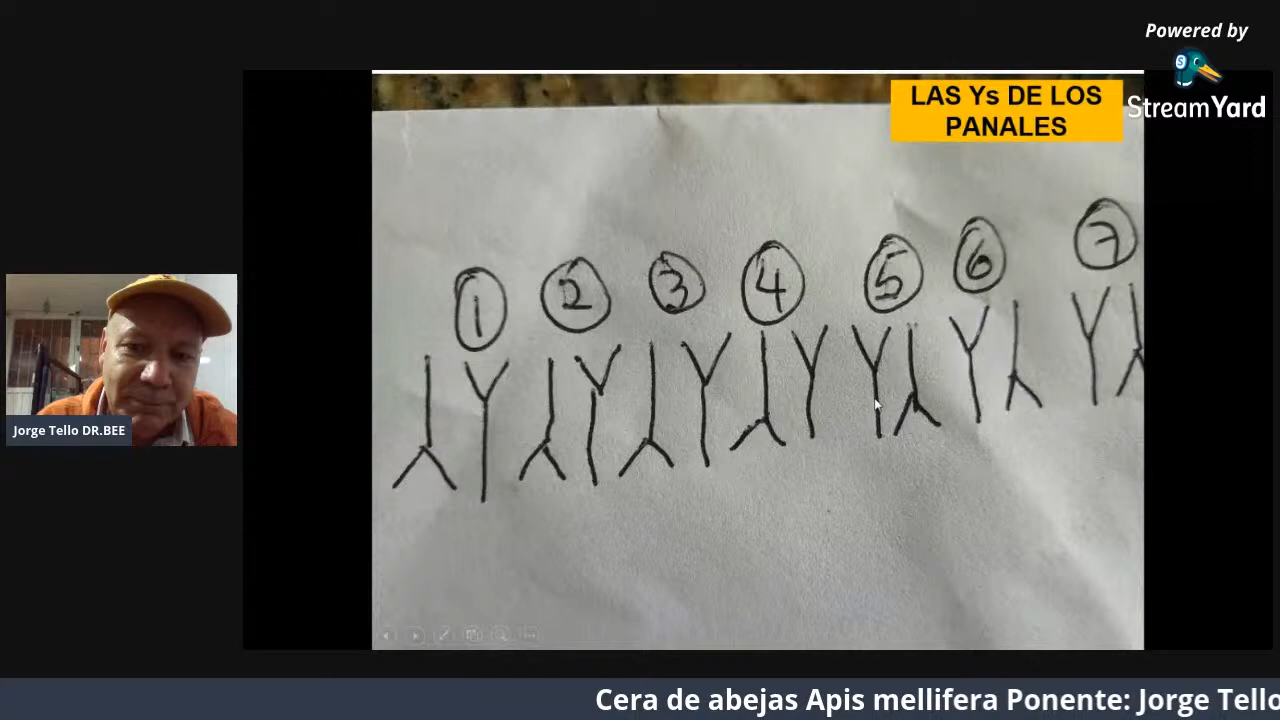 Powered by
StreamYard
LAS Ys DE LOS
PANALES
1 2 3 4 5 6 7
Y Y Y Y Y Y Y
Jorge Tello DR.BEE
Cera de abejas Apis mellifera Ponente: Jorge Tello